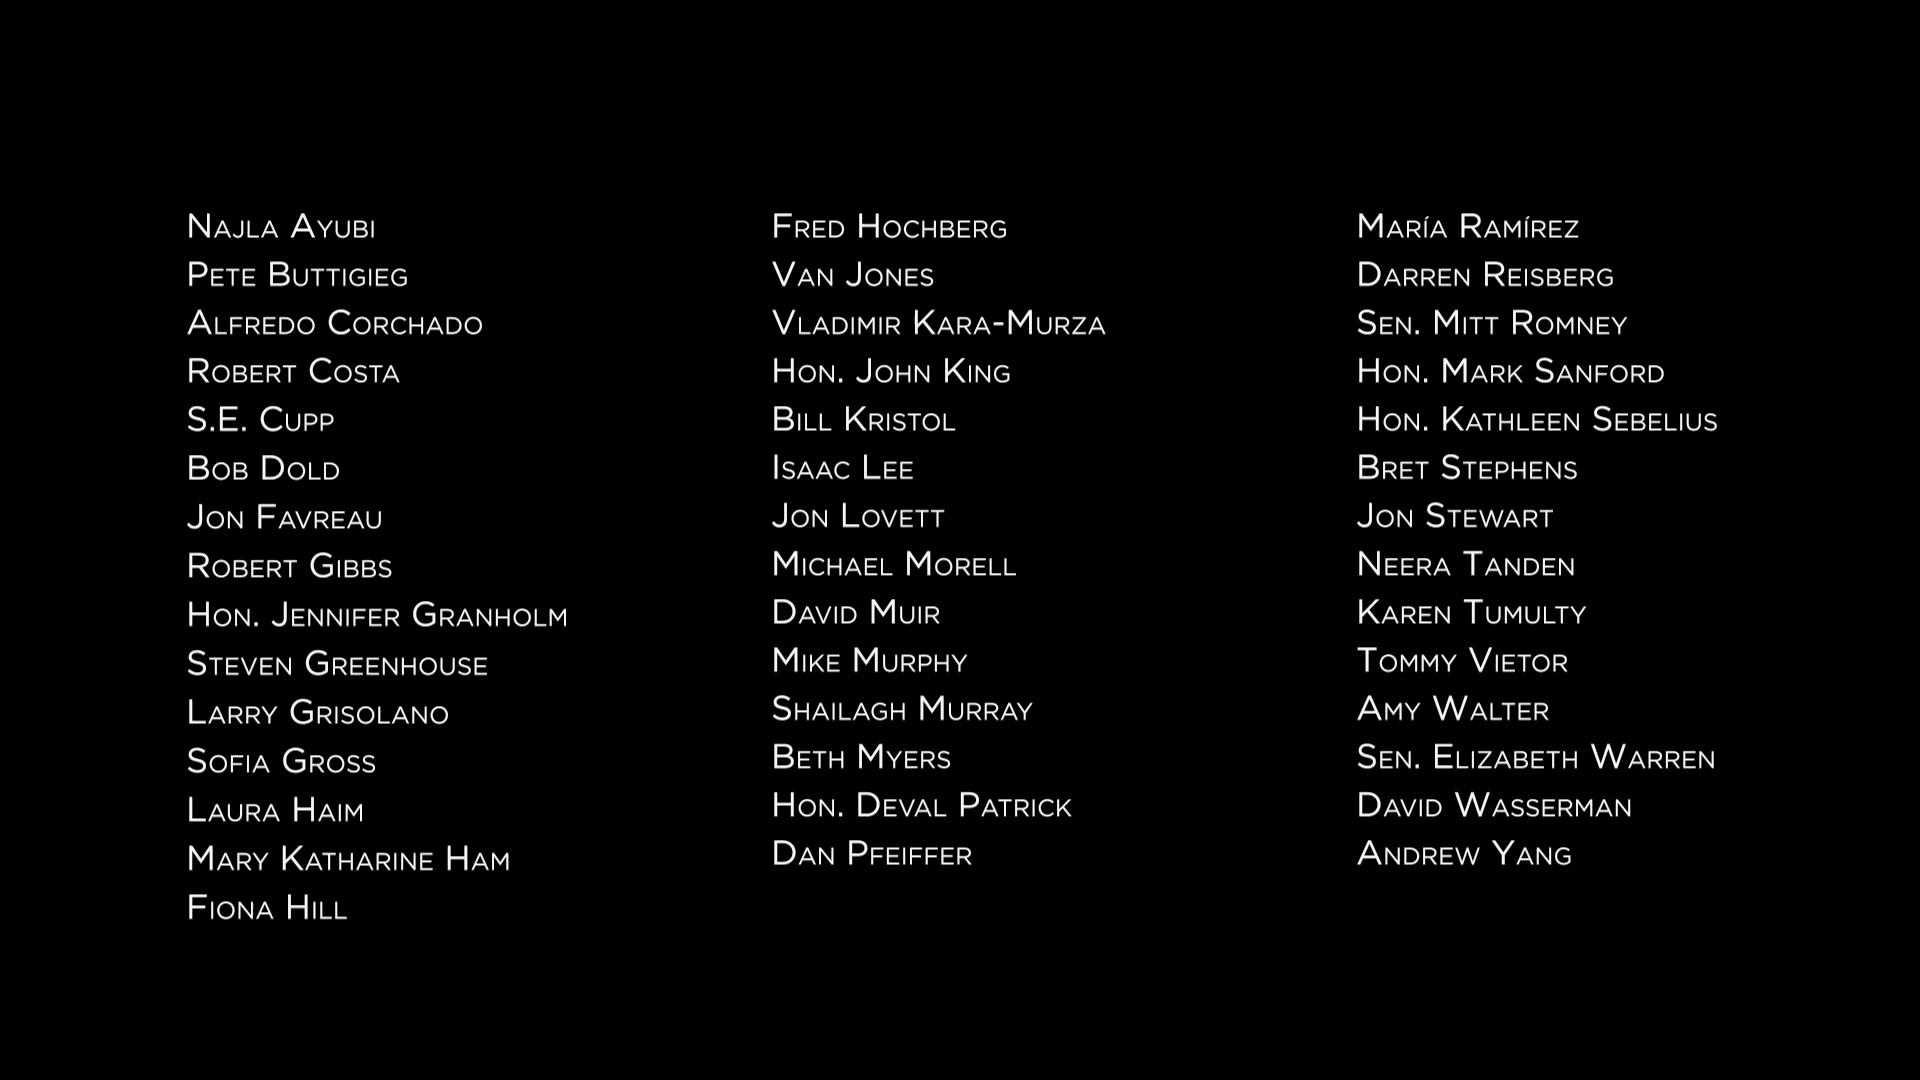 Najla Ayubi
Pete Buttigieg
Alfredo Corchado
Robert Costa
S.E. Cupp
Bob Dold
Jon Favreau
Robert Gibbs
Hon. Jennifer Granholm
Steven Greenhouse
Larry Grisolano
Sofia Gross
Laura Haim
Mary Katharine Ham
Fiona Hill
Fred Hochberg
Van Jones
Vladimir Kara-Murza
Hon. John King
Bill Kristol
Isaac Lee
Jon Lovett
Michael Morell
David Muir
Mike Murphy
Shailagh Murray
Beth Myers
Hon. Deval Patrick
Dan Pfeiffer
María Ramírez
Darren Reisberg
Sen. Mitt Romney
Hon. Mark Sanford
Hon. Kathleen Sebelius
Bret Stephens
Jon Stewart
Neera Tanden
Karen Tumulty
Tommy Vietor
Amy Walter
Sen. Elizabeth Warren
David Wasserman
Andrew Yang